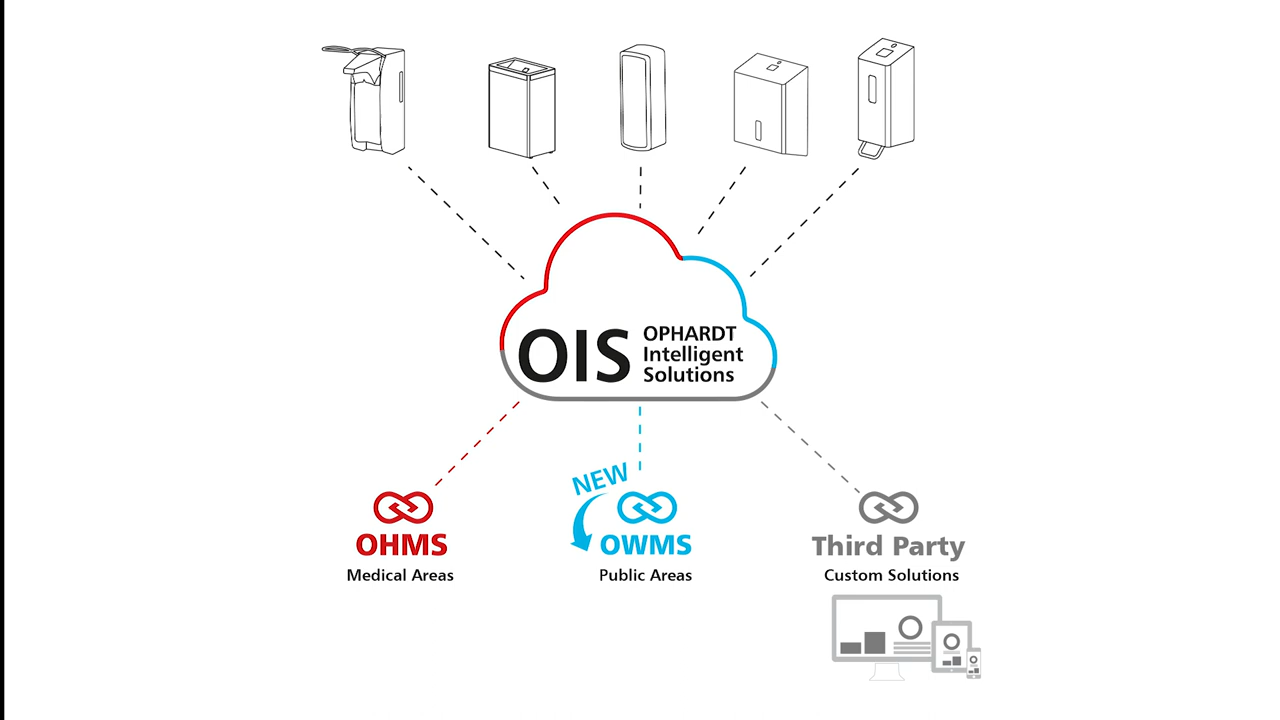 OIS
OPHARDT
Intelligent
Solutions
NEW
OHMS
Medical Areas
OWMS
Public Areas
Third Party
Custom Solutions